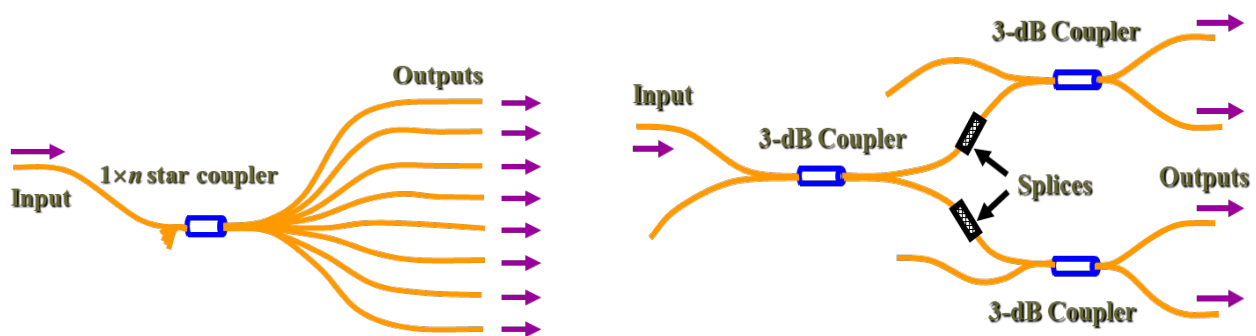 Outputs
1×n star coupler
Input
3-dB Coupler
Input
3-dB Coupler
Splices
Outputs
3-dB Coupler